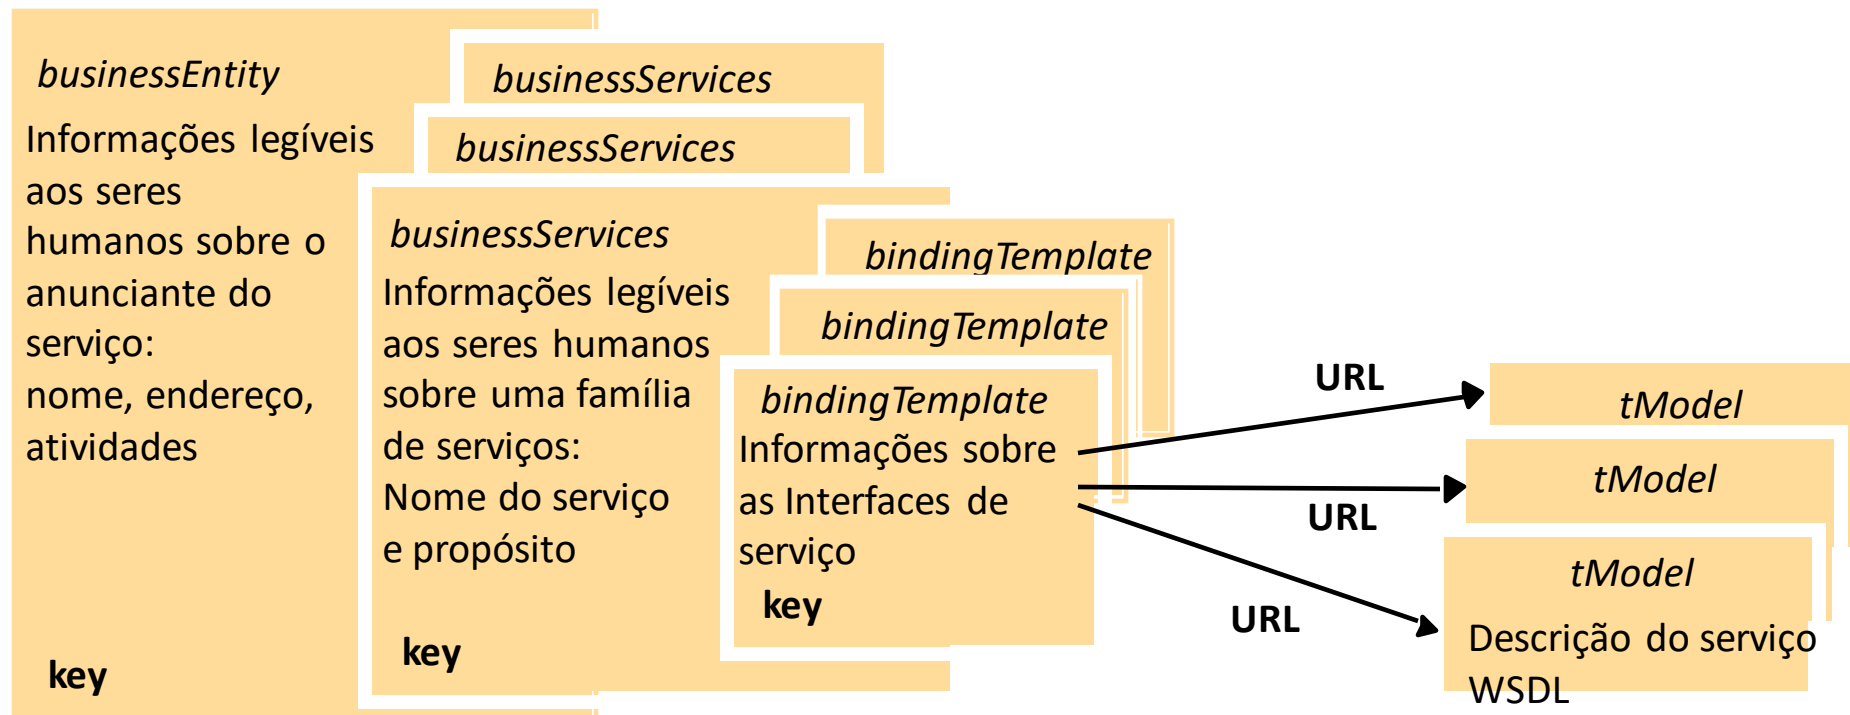 businessEntity
Informações legíveis
aos seres
humanos sobre o
anunciante do
serviço:
nome, endereço,
atividades
key
businessServices
businessServices
businessServices
Informações legíveis
aos seres humanos
sobre uma família
de serviços:
Nome do serviço
e propósito
key
bindingTemplate
bindingTemplate
bindingTemplate
Informações sobre
as Interfaces de
serviço
key
URL
URL
URL
tModel
tModel
tModel
Descrição do serviço
WSDL